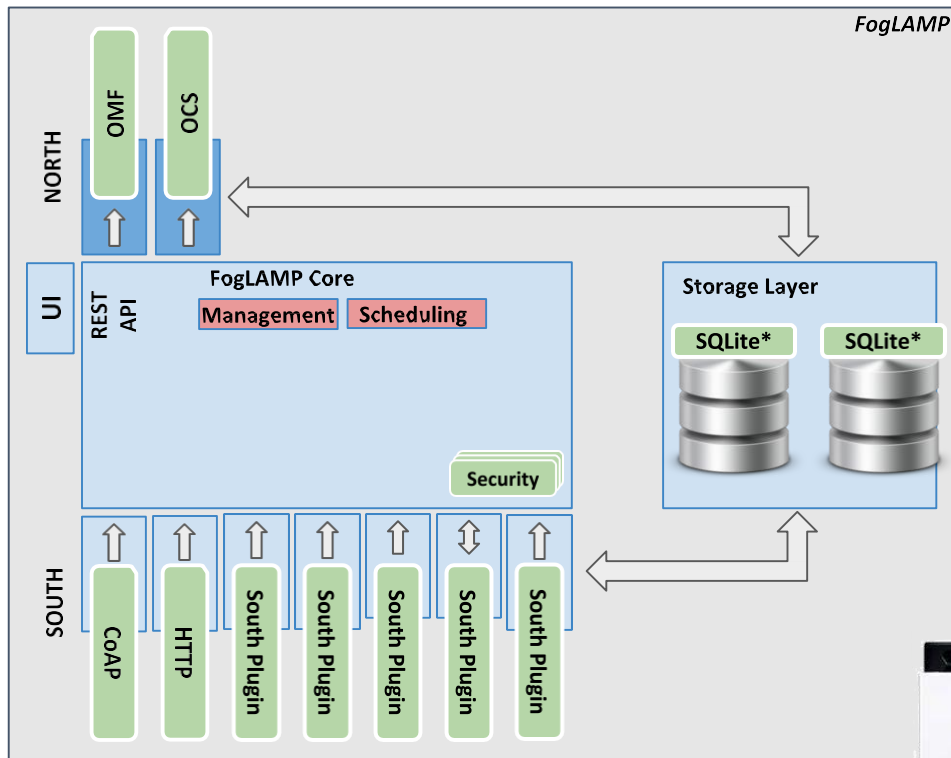 FogLAMP
NORTH
OMF
OCS
UI
REST
API
FogLAMP Core
Management
Scheduling
Security
Storage Layer
SQLite*
SQLite*
SOUTH
CoAP
HTTP
South Plugin
South Plugin
South Plugin
South Plugin
South Plugin